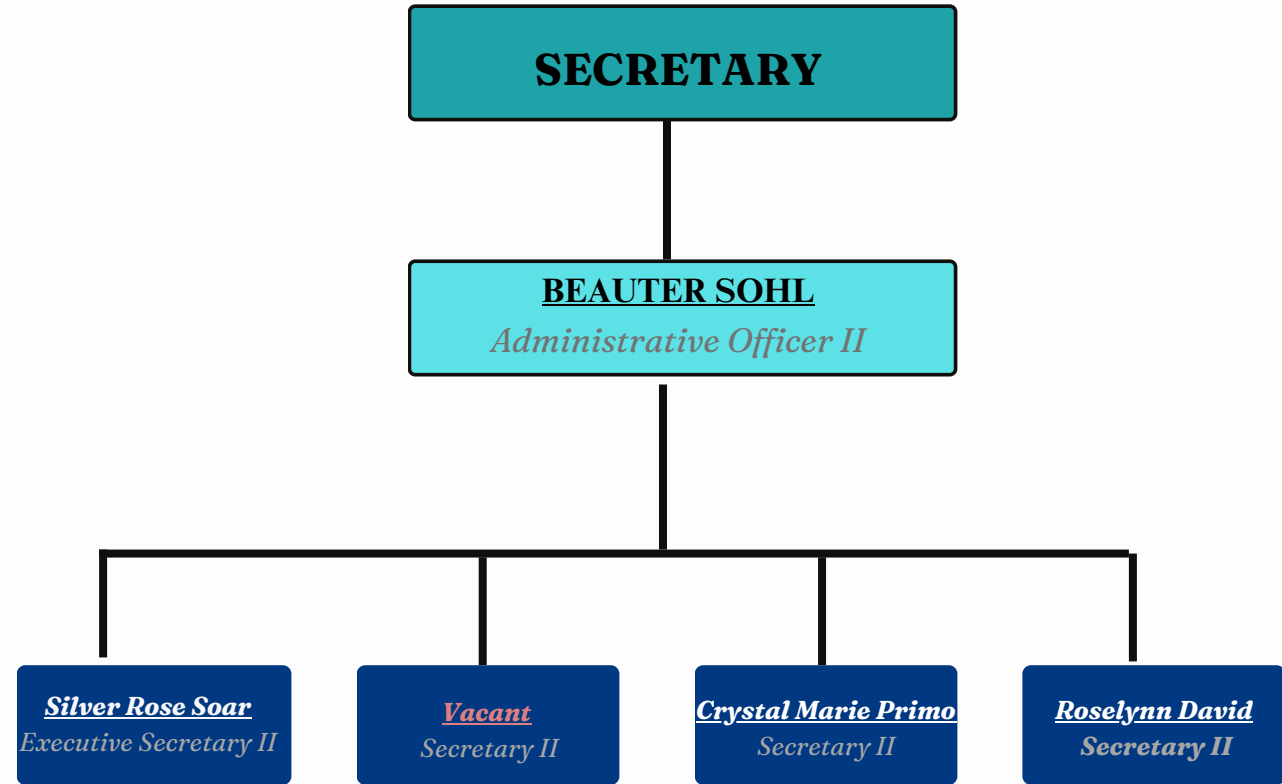 SECRETARY
BEAUTER SOHL
Administrative Officer II
Silver Rose Soar
Executive Secretary II
Vacant
Secretary II
Crystal Marie Primo
Secretary II
Roselynn David
Secretary II